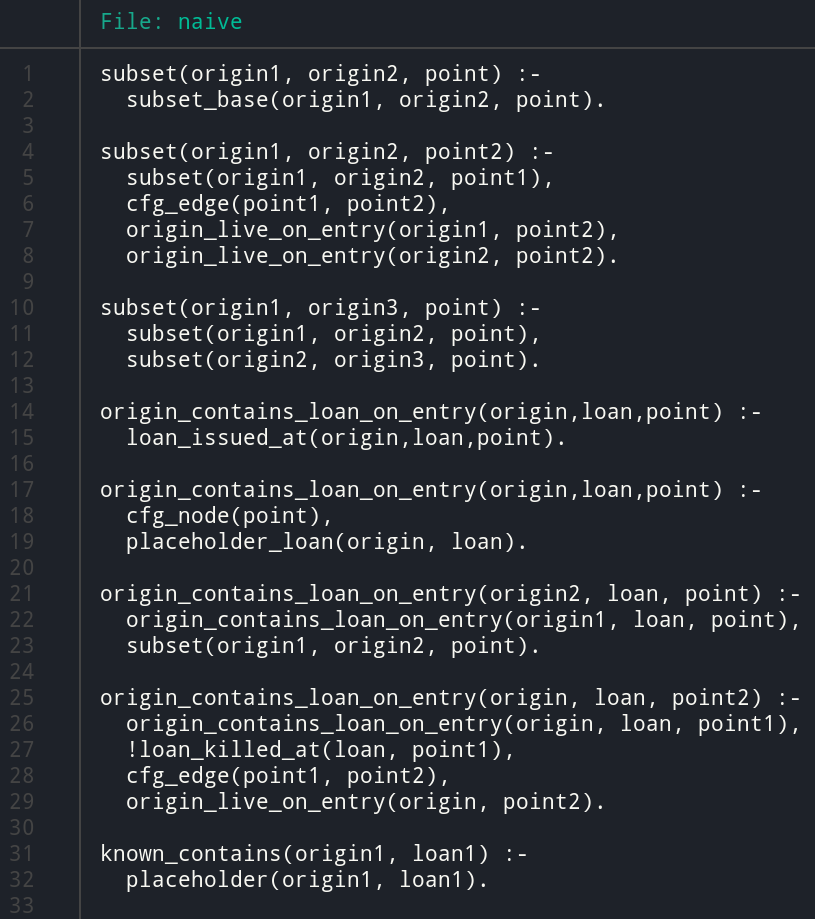 File: naive
1 subset(origin1, origin2, point) :-
2   subset_base(origin1, origin2, point).
3
4 subset(origin1, origin2, point2) :-
5   subset(origin1, origin2, point1),
6   cfg_edge(point1, point2),
7   origin_live_on_entry(origin1, point2),
8   origin_live_on_entry(origin2, point2).
9
10 subset(origin1, origin3, point) :-
11   subset(origin1, origin2, point),
12   subset(origin2, origin3, point).
13
14 origin_contains_loan_on_entry(origin,loan,point) :-
15   loan_issued_at(origin,loan,point).
16
17 origin_contains_loan_on_entry(origin,loan,point) :-
18   cfg_node(point),
19   placeholder_loan(origin, loan).
20
21 origin_contains_loan_on_entry(origin2, loan, point) :-
22   origin_contains_loan_on_entry(origin1, loan, point),
23   subset(origin1, origin2, point).
24
25 origin_contains_loan_on_entry(origin, loan, point2) :-
26   origin_contains_loan_on_entry(origin, loan, point1),
27   !loan_killed_at(loan, point1),
28   cfg_edge(point1, point2),
29   origin_live_on_entry(origin, point2).
30
31 known_contains(origin1, loan1) :-
32   placeholder(origin1, loan1).
33